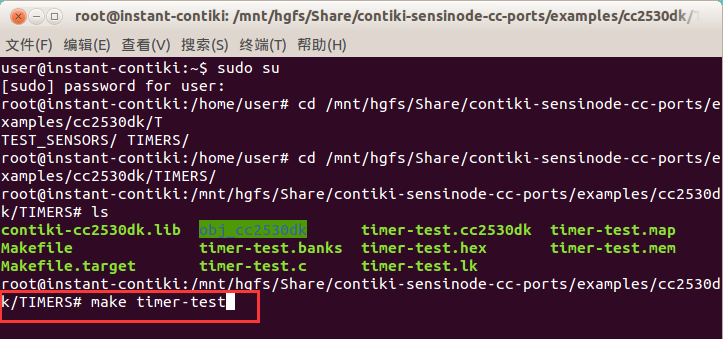 root@instant-contiki: /mnt/hgfs/Share/contiki-sensinode-cc-ports/examples/cc2530dk/T
文件(F) 编辑(E) 查看(V) 搜索(S) 终端(T) 帮助(H)
user@instant-contiki:~$ sudo su
[sudo] password for user:
root@instant-contiki:/home/user# cd /mnt/hgfs/Share/contiki-sensinode-cc-ports/e
xamples/cc2530dk/T
TEST_SENSORS/ TIMERS/
root@instant-contiki:/home/user# cd /mnt/hgfs/Share/contiki-sensinode-cc-ports/e
xamples/cc2530dk/TIMERS/
root@instant-contiki:/mnt/hgfs/Share/contiki-sensinode-cc-ports/examples/cc2530d
k/TIMERS# ls
contiki-cc2530dk.lib obj_cc2530dk timer-test.cc2530dk timer-test.map
Makefile timer-test.banks timer-test.hex timer-test.mem
Makefile.target timer-test.c timer-test.lk
root@instant-contiki:/mnt/hgfs/Share/contiki-sensinode-cc-ports/examples/cc2530d
k/TIMERS# make timer-test